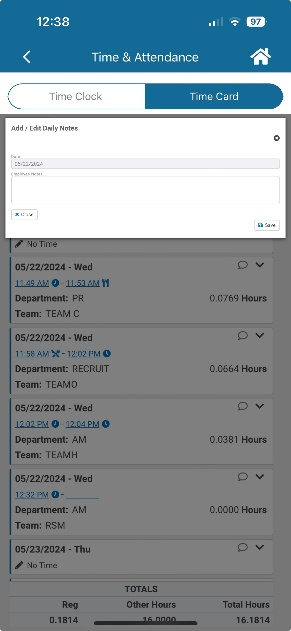 12:38
97
Time & Attendance
Time Clock
Time Card
Add / Edit Daily Notes
Date
05/22/2024
Employee Notes
Close
Save
No Time
05/22/2024 - Wed
11:49 AM - 11:53 AM
Department: PR 0.0769 Hours
Team: TEAM C
05/22/2024 - Wed
11:58 AM - 12:02 PM
Department: RECRUIT 0.0664 Hours
Team: TEAMO
05/22/2024 - Wed
12:02 PM - 12:04 PM
Department: AM 0.0381 Hours
Team: TEAMH
05/22/2024 - Wed
12:32 PM -
Department: AM 0.0000 Hours
Team: RSM
05/23/2024 - Thu
No Time
TOTALS
Reg Other Hours Total Hours
0.1814 16.0000 16.1814